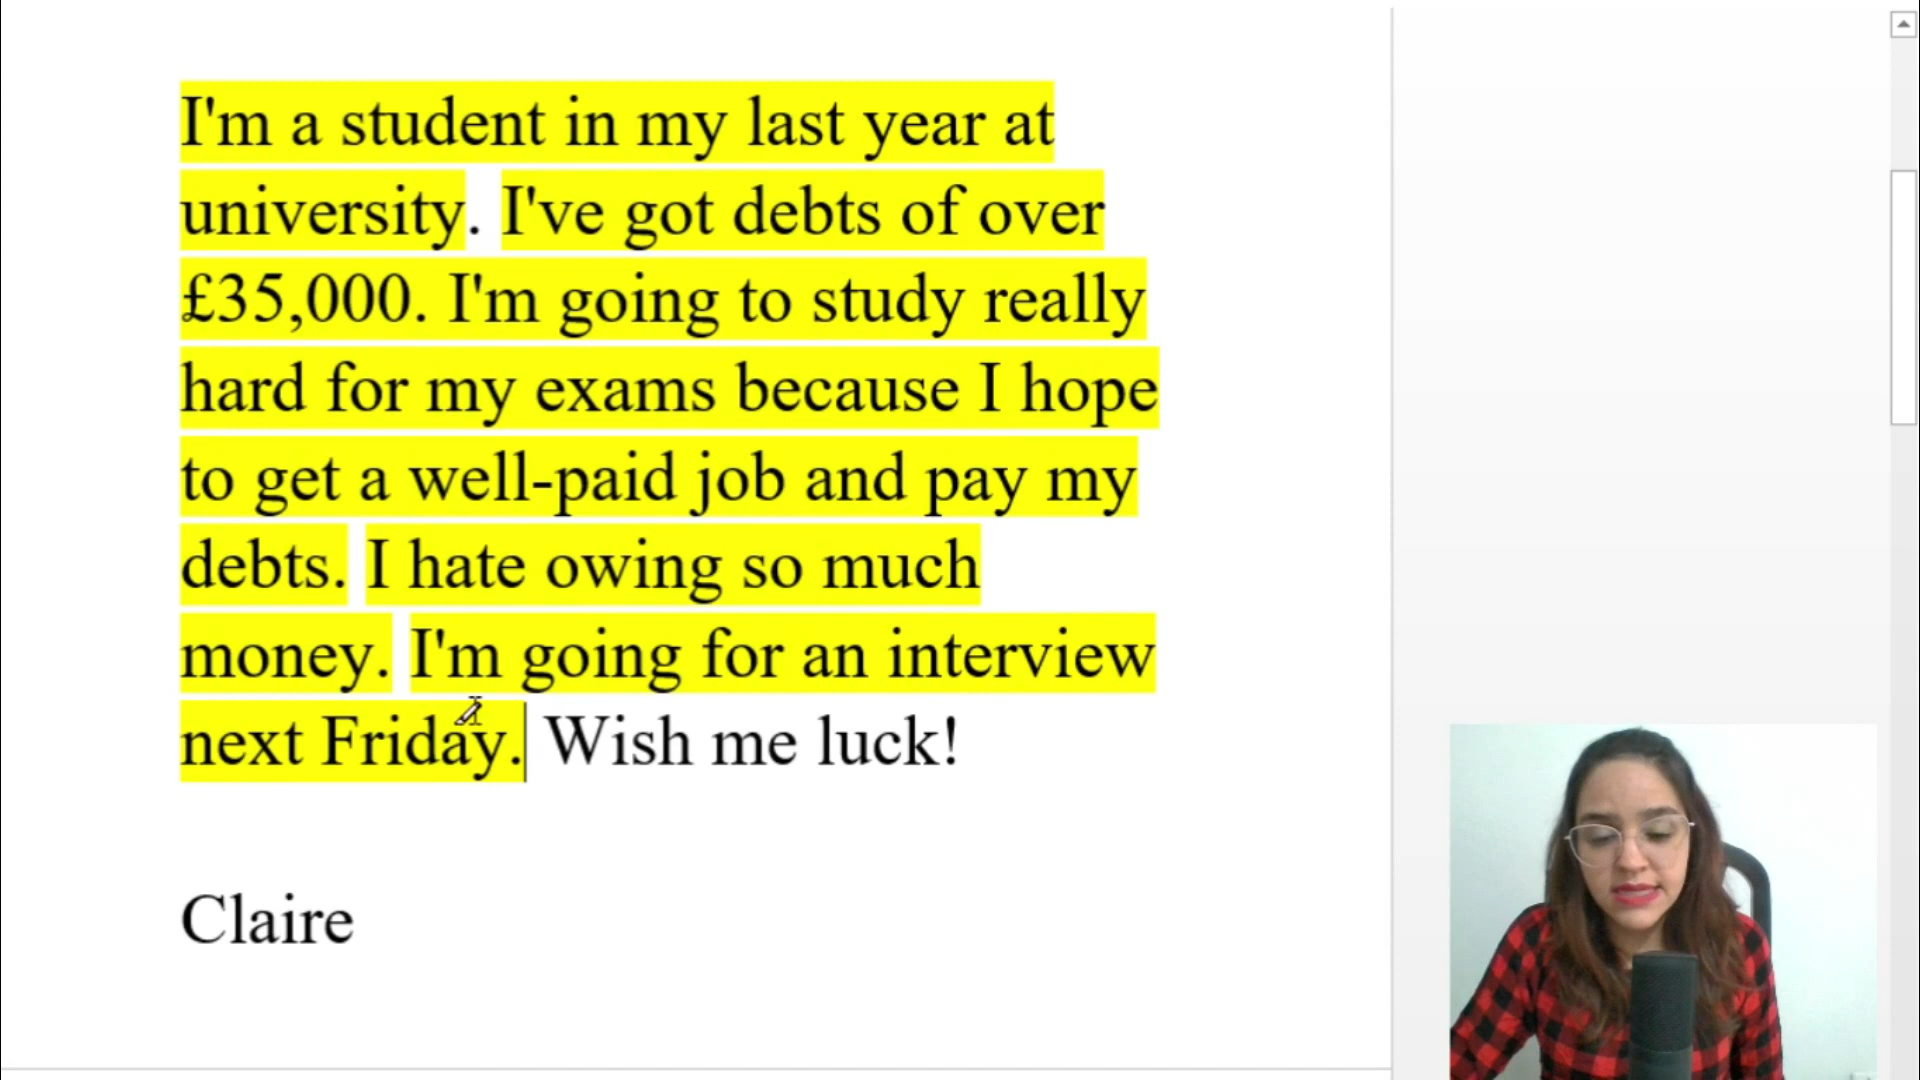 I'm a student in my last year at
university. I've got debts of over
£35,000. I'm going to study really
hard for my exams because I hope
to get a well-paid job and pay my
debts. I hate owing so much
money. I'm going for an interview
next Friday. Wish me luck!
Claire